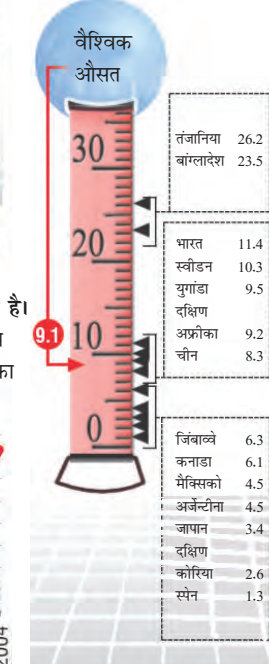 वैश्विक
औसत
30
20
10
0
9.1
तंजानिया 26.2
बांग्लादेश 23.5
भारत 11.4
स्वीडन 10.3
युगांडा 9.5
दक्षिण
अफ्रीका 9.2
चीन 8.3
जिंबाव्वे 6.3
कनाडा 6.1
मैक्सिको 4.5
अर्जेन्टीना 4.5
जापान 3.4
दक्षिण
कोरिया 2.6
स्पेन 1.3
है।
2004